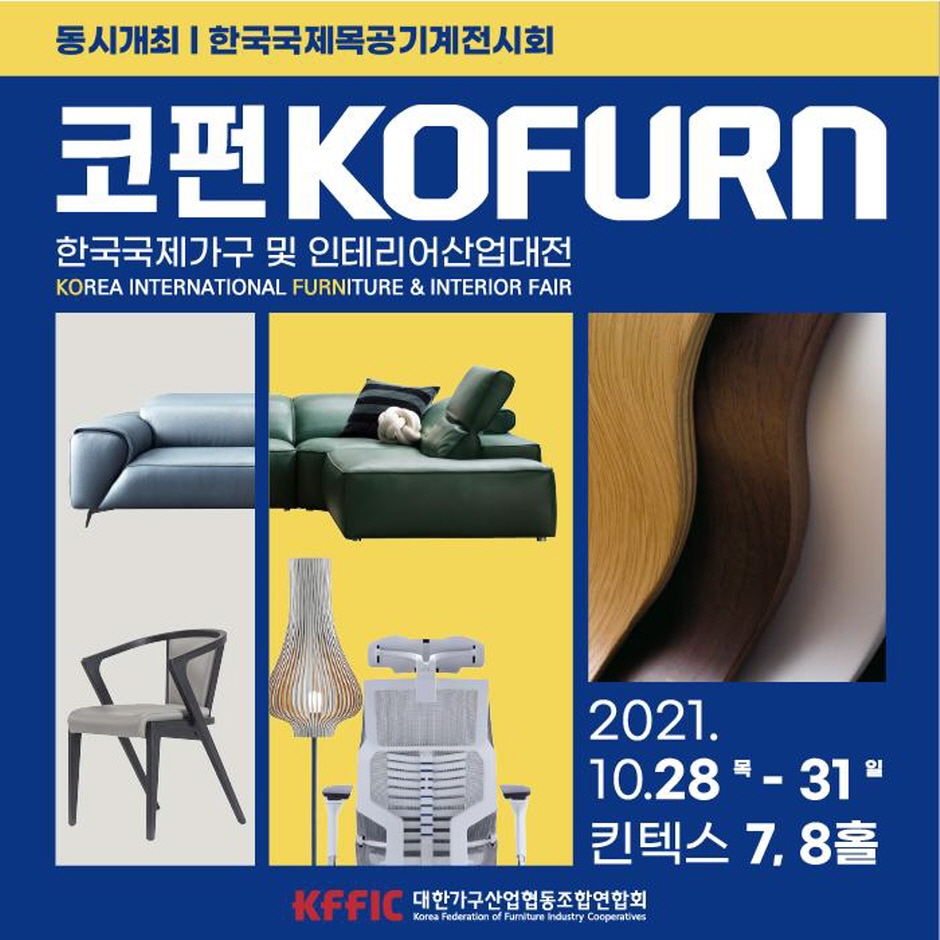 동시개최 | 한국국제목공기계전시회
코펀 KOFURN
한국국제가구 및 인테리어산업대전
KOREA INTERNATIONAL FURNITURE & INTERIOR FAIR
2021.
10.28 목 - 31 일
킨텍스 7, 8홀
KFFIC 대한가구산업협동조합연합회
Korea Federation of Furniture Industry Cooperatives